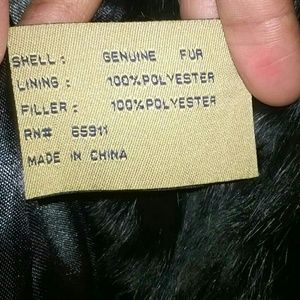 SHELL : GENUINE FUR
LINING : 100%POLYESTER
FILLER : 100%POLYESTER
RN# 65911
MADE IN CHINA